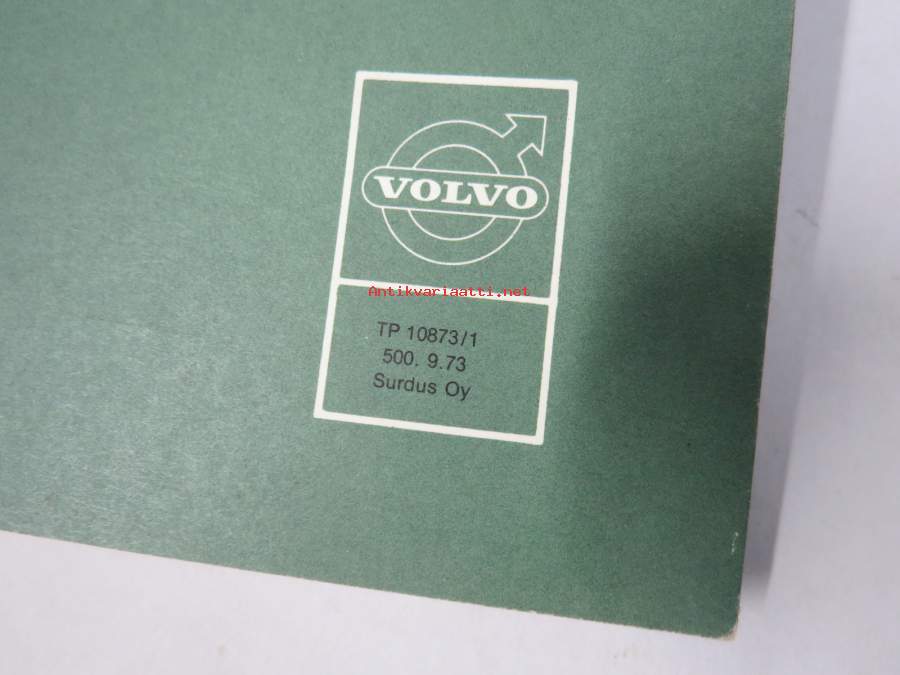 VOLVO
Antikvariaatti.net
TP 10873/1
500. 9.73
Surdus Oy